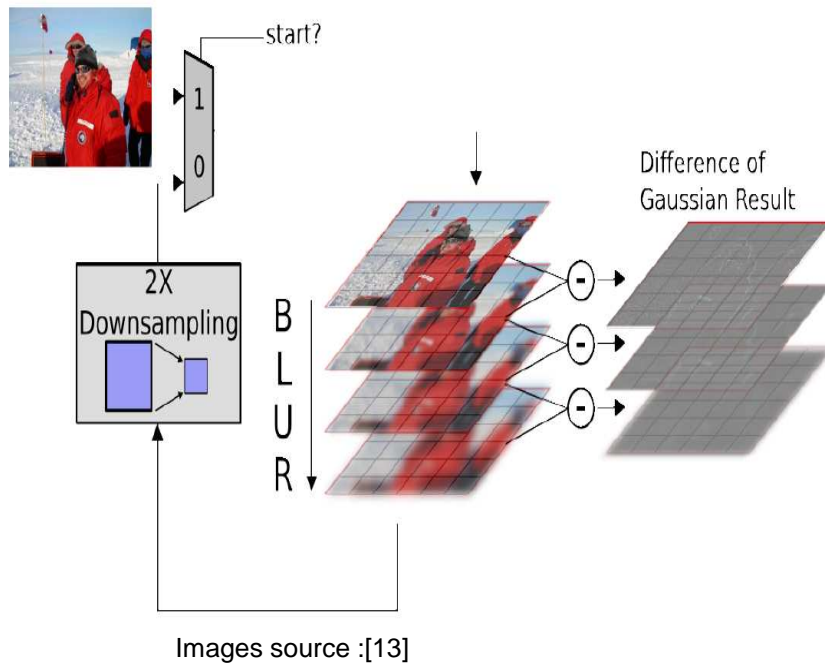 start?
1
0
Difference of
Gaussian Result
2X
Downsampling
B
L
U
R
-
-
-
Images source :[13]